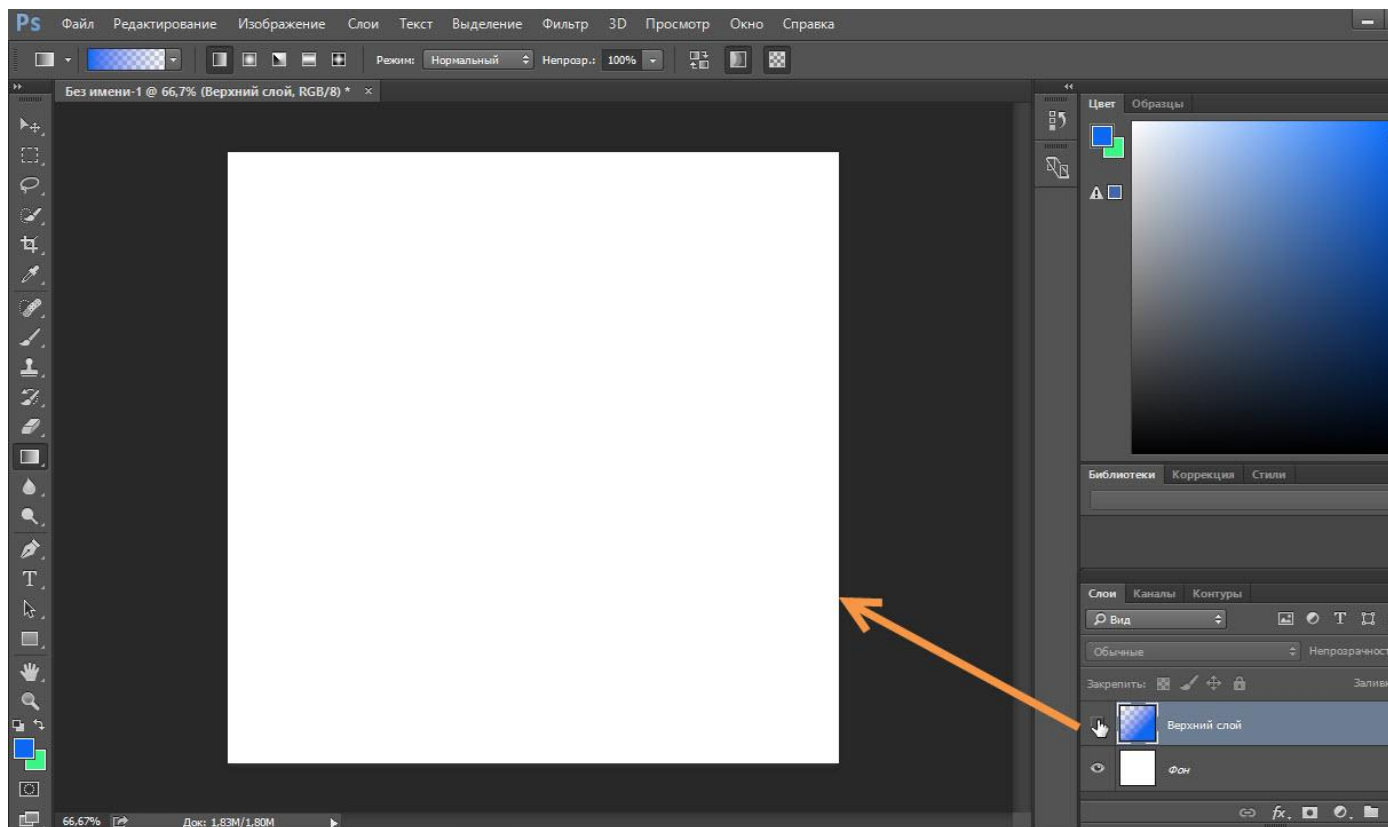 Ps Файл Редактирование Изображение Слои Текст Выделение Фильтр 3D Просмотр Окно Справка
Режим: Нормальный Непрозр.: 100%
Без имени-1 @ 66,7% (Верхний слой, RGB/8) * ×
Цвет Образцы
Библиотеки Коррекция Стили
Слои Каналы Контуры
Вид
Обычные Непрозрачност
Закрепить: Заливк
Верхний слой
Фон
66,67% Док: 1,83M/1,80M